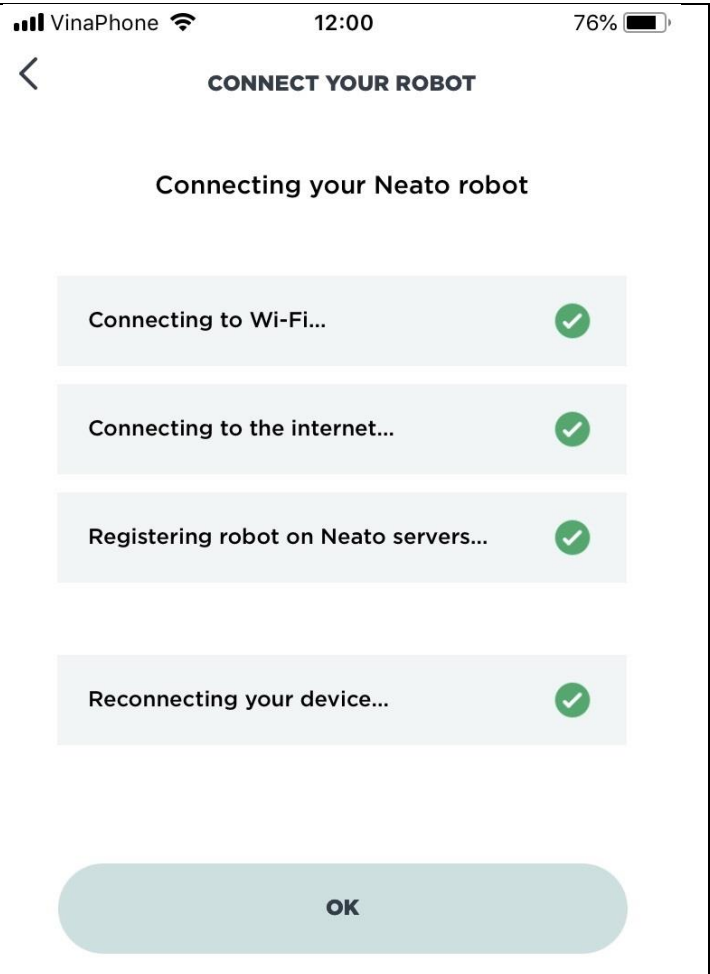 VinaPhone 12:00 76%
CONNECT YOUR ROBOT
Connecting your Neato robot
Connecting to Wi-Fi...
Connecting to the internet...
Registering robot on Neato servers...
Reconnecting your device...
OK